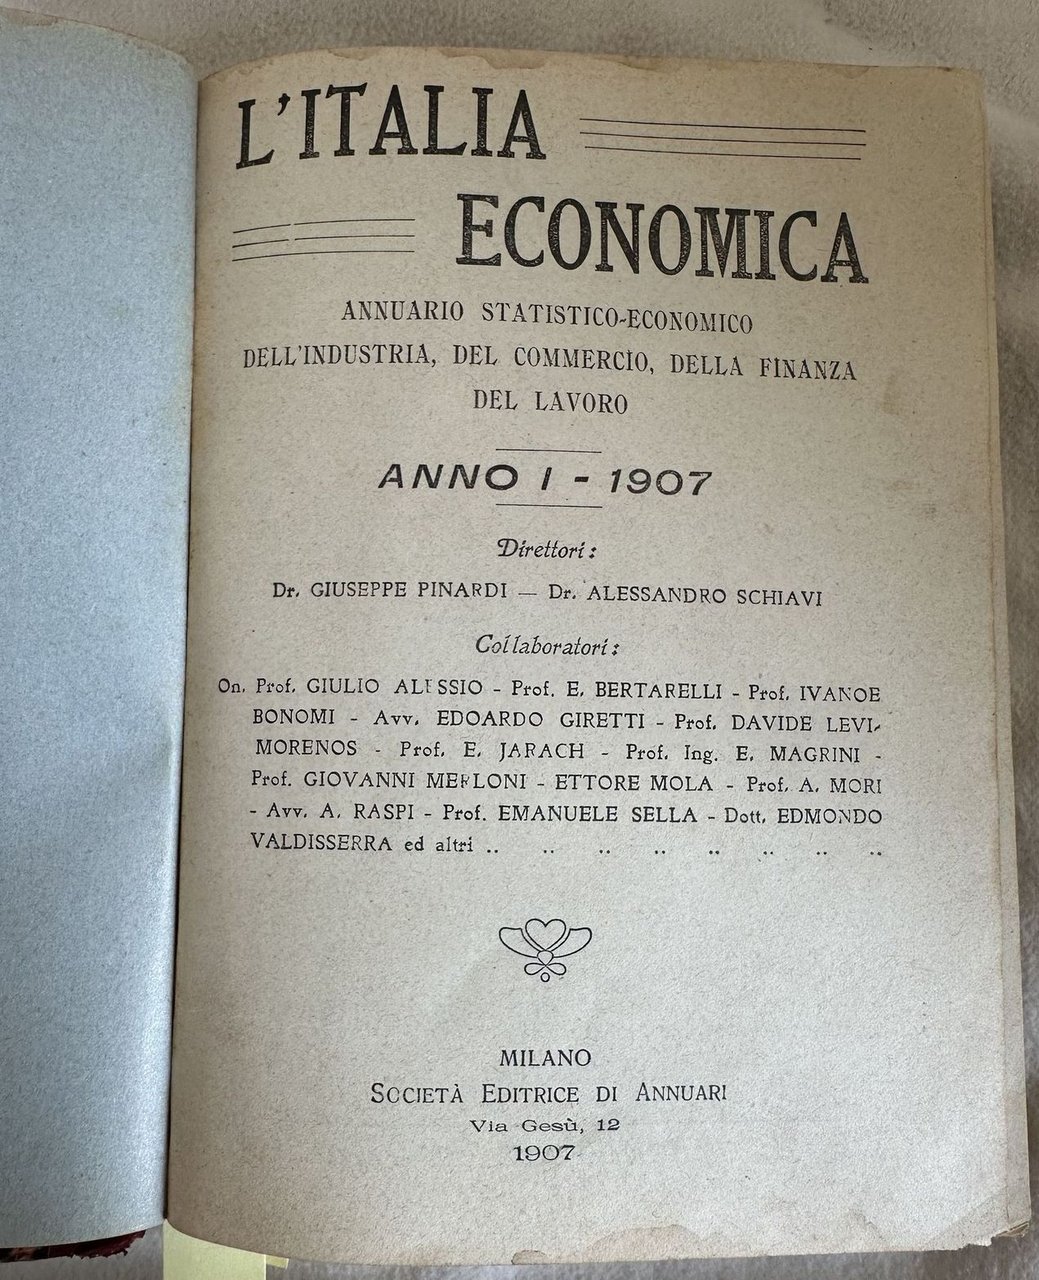 L'ITALIA
ECONOMICA
ANNUARIO STATISTICO-ECONOMICO
DELL'INDUSTRIA, DEL COMMERCIO, DELLA FINANZA
DEL LAVORO
ANNO I - 1907
Direttori:
Dr. GIUSEPPE PINARDI — Dr. ALESSANDRO SCHIAVI
Collaboratori:
On. Prof. GIULIO ALESSIO - Prof. E. BERTARELLI - Prof. IVANOE
BONOMI - Avv. EDOARDO GIRETTI - Prof. DAVIDE LEVI-
MORENOS - Prof. E. JARACH - Prof. Ing. E. MAGRINI -
Prof. GIOVANNI MERLONI - ETTORE MOLA - Prof. A. MORI
- Avv. A. RASPI - Prof. EMANUELE SELLA - Dott. EDMONDO
VALDISSERRA ed altri .. .. .. .. .. .. .. ..
MILANO
SOCIETÀ EDITRICE DI ANNUARI
Via Gesù, 12
1907